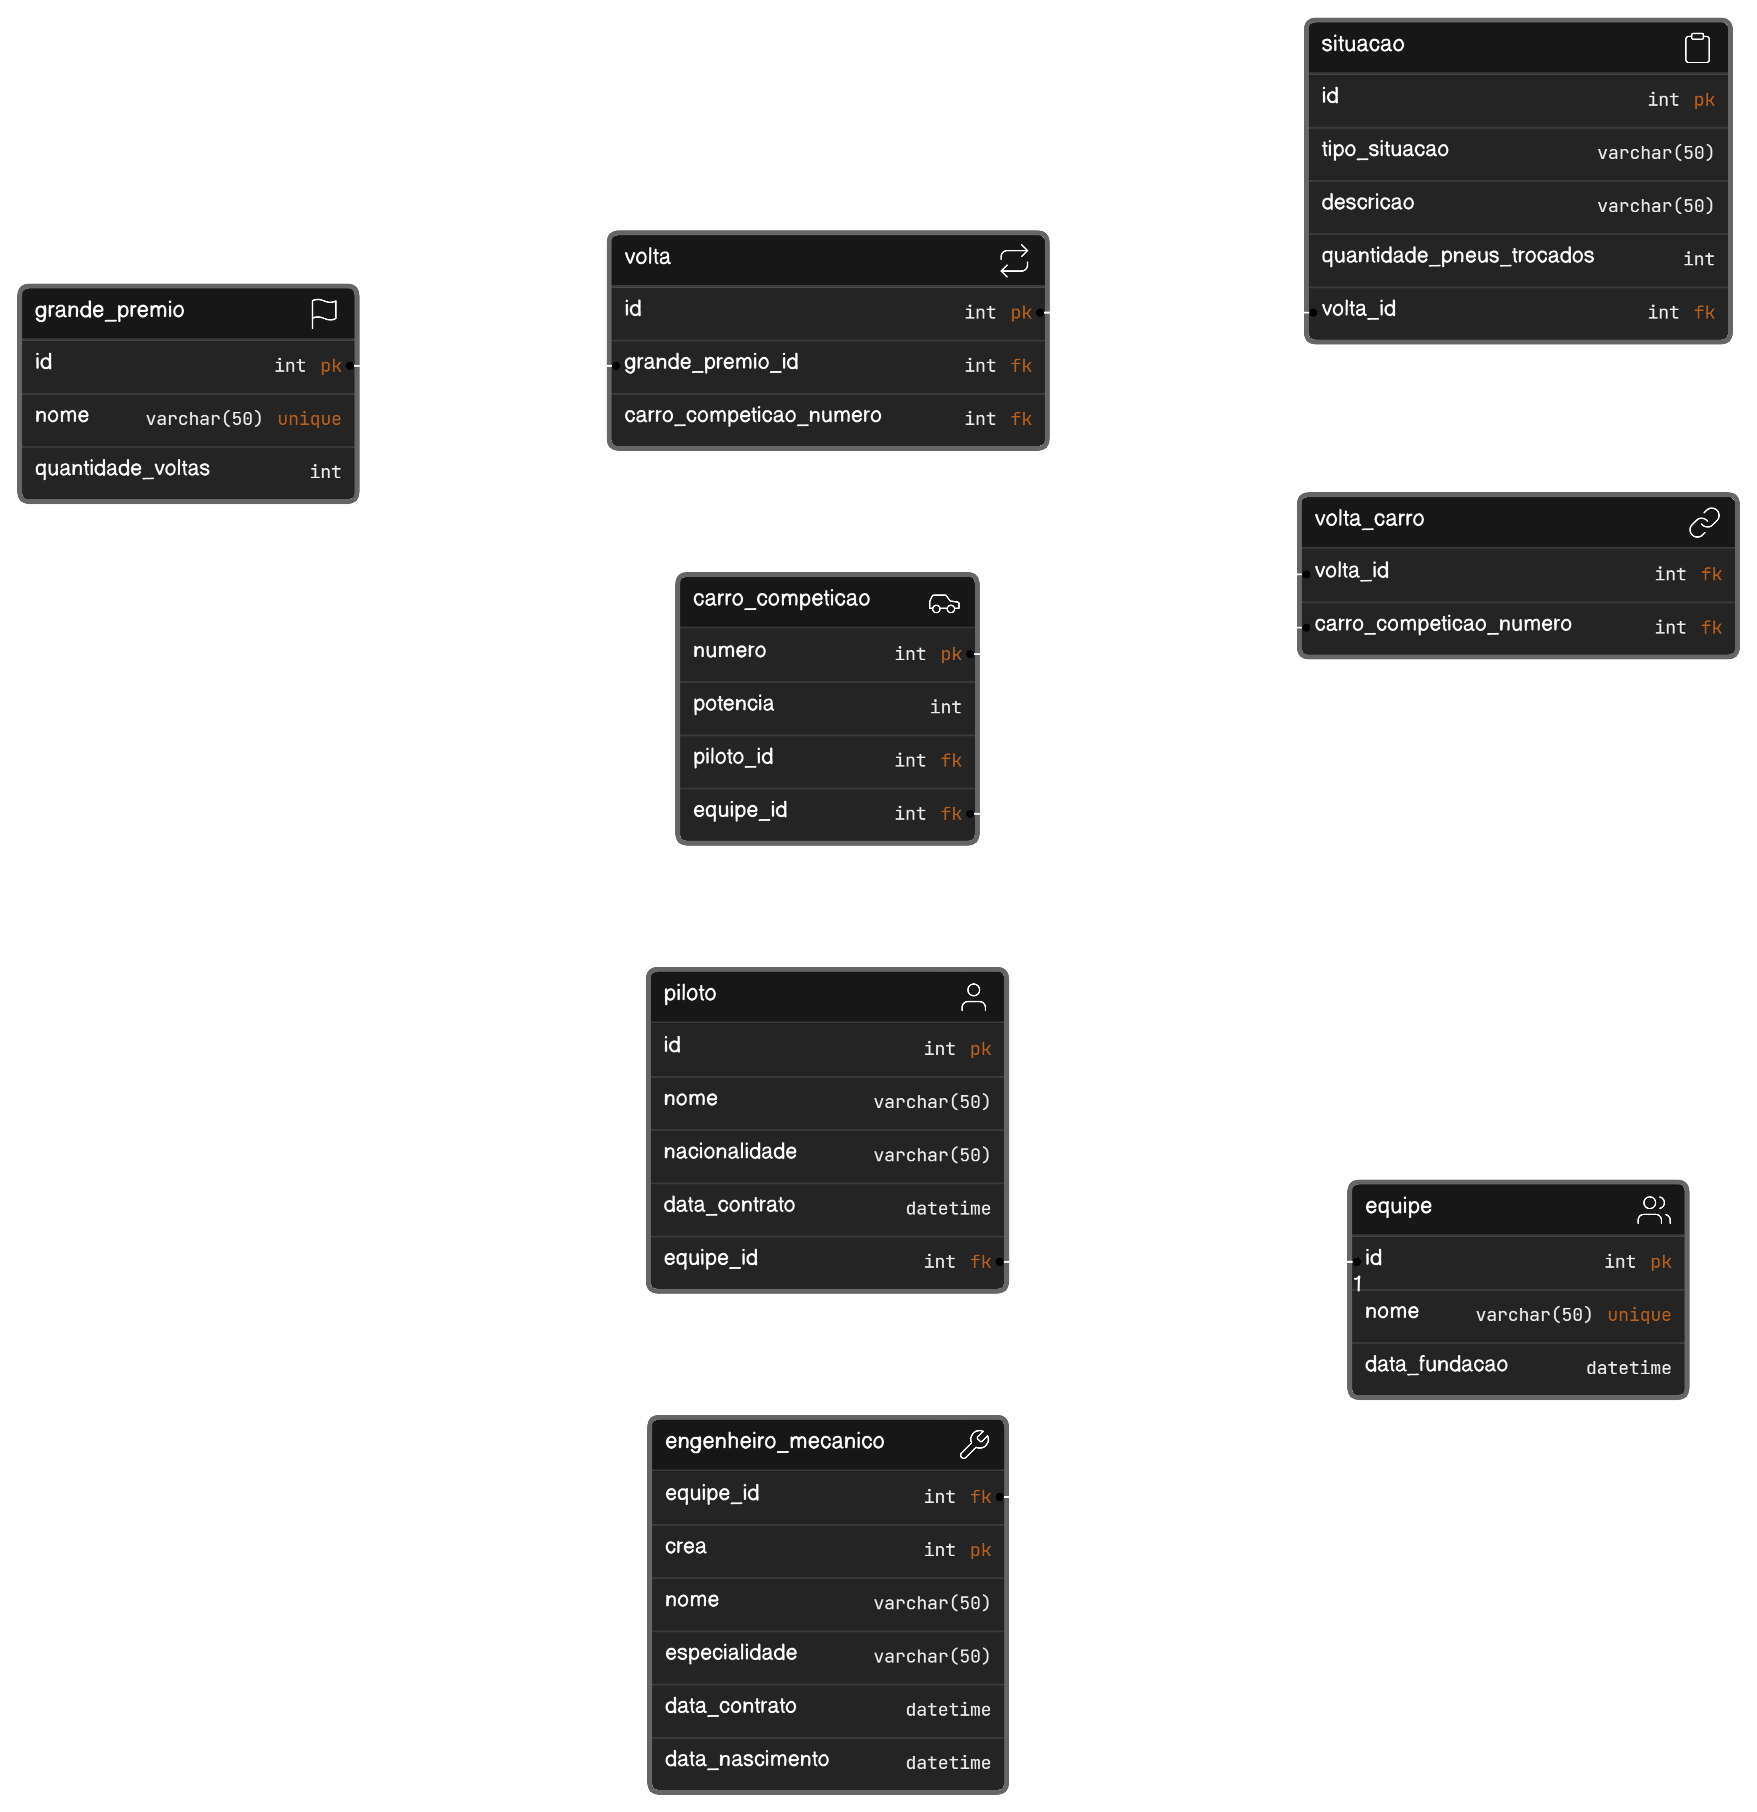 situacao
id int pk
tipo_situacao varchar(50)
descricao varchar(50)
quantidade_pneus_trocados int
volta_id int fk
volta
id int pk
grande_premio_id int fk
carro_competicao_numero int fk
grande_premio
id int pk
nome varchar(50) unique
quantidade_voltas int
volta_carro
volta_id int fk
carro_competicao_numero int fk
carro_competicao
numero int pk
potencia int
piloto_id int fk
equipe_id int fk
piloto
id int pk
nome varchar(50)
nacionalidade varchar(50)
data_contrato datetime
equipe_id int fk
equipe
id int pk
1
nome varchar(50) unique
data_fundacao datetime
engenheiro_mecanico
equipe_id int fk
crea int pk
nome varchar(50)
especialidade varchar(50)
data_contrato datetime
data_nascimento datetime